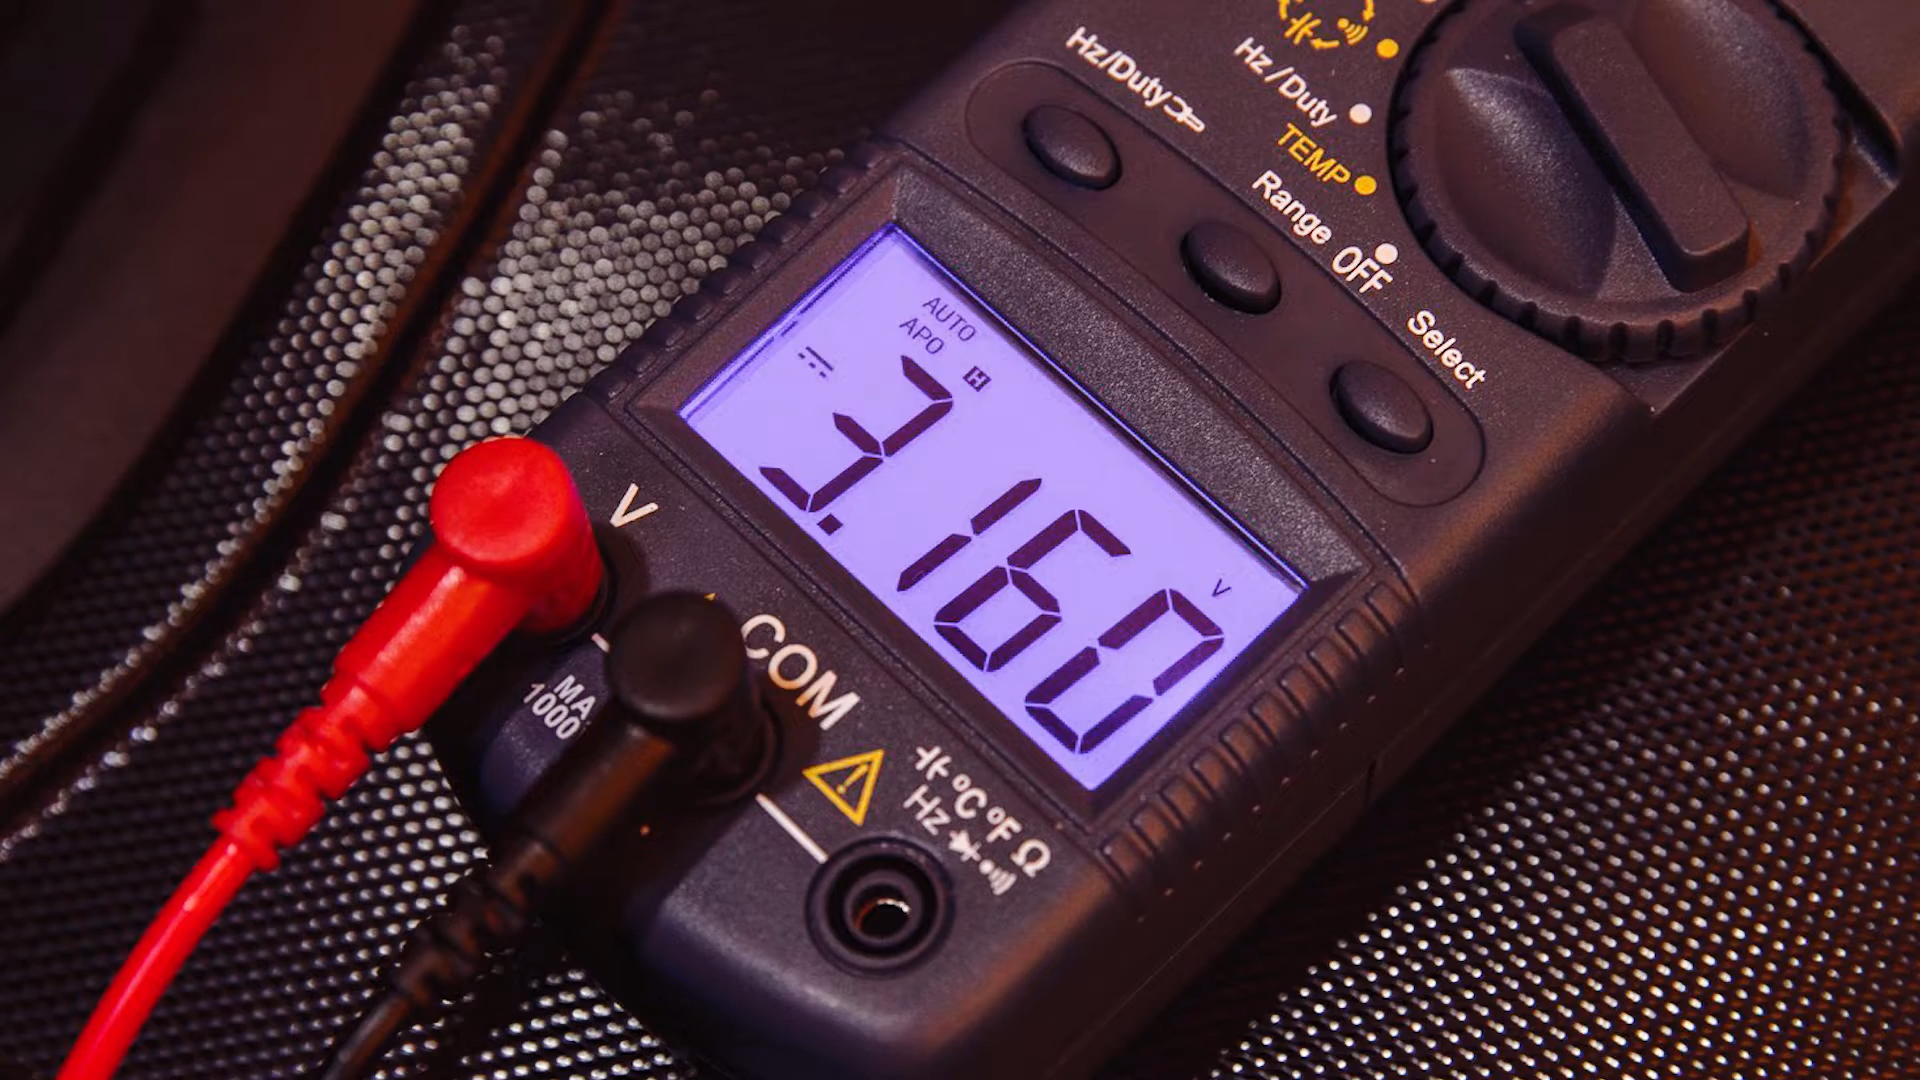 Hz/Duty
Hz/Duty
TEMP
Range
OFF
Select
AUTO
APO
H
3.160
V
V
COM
MA
1000
°C °F Ω
Hz